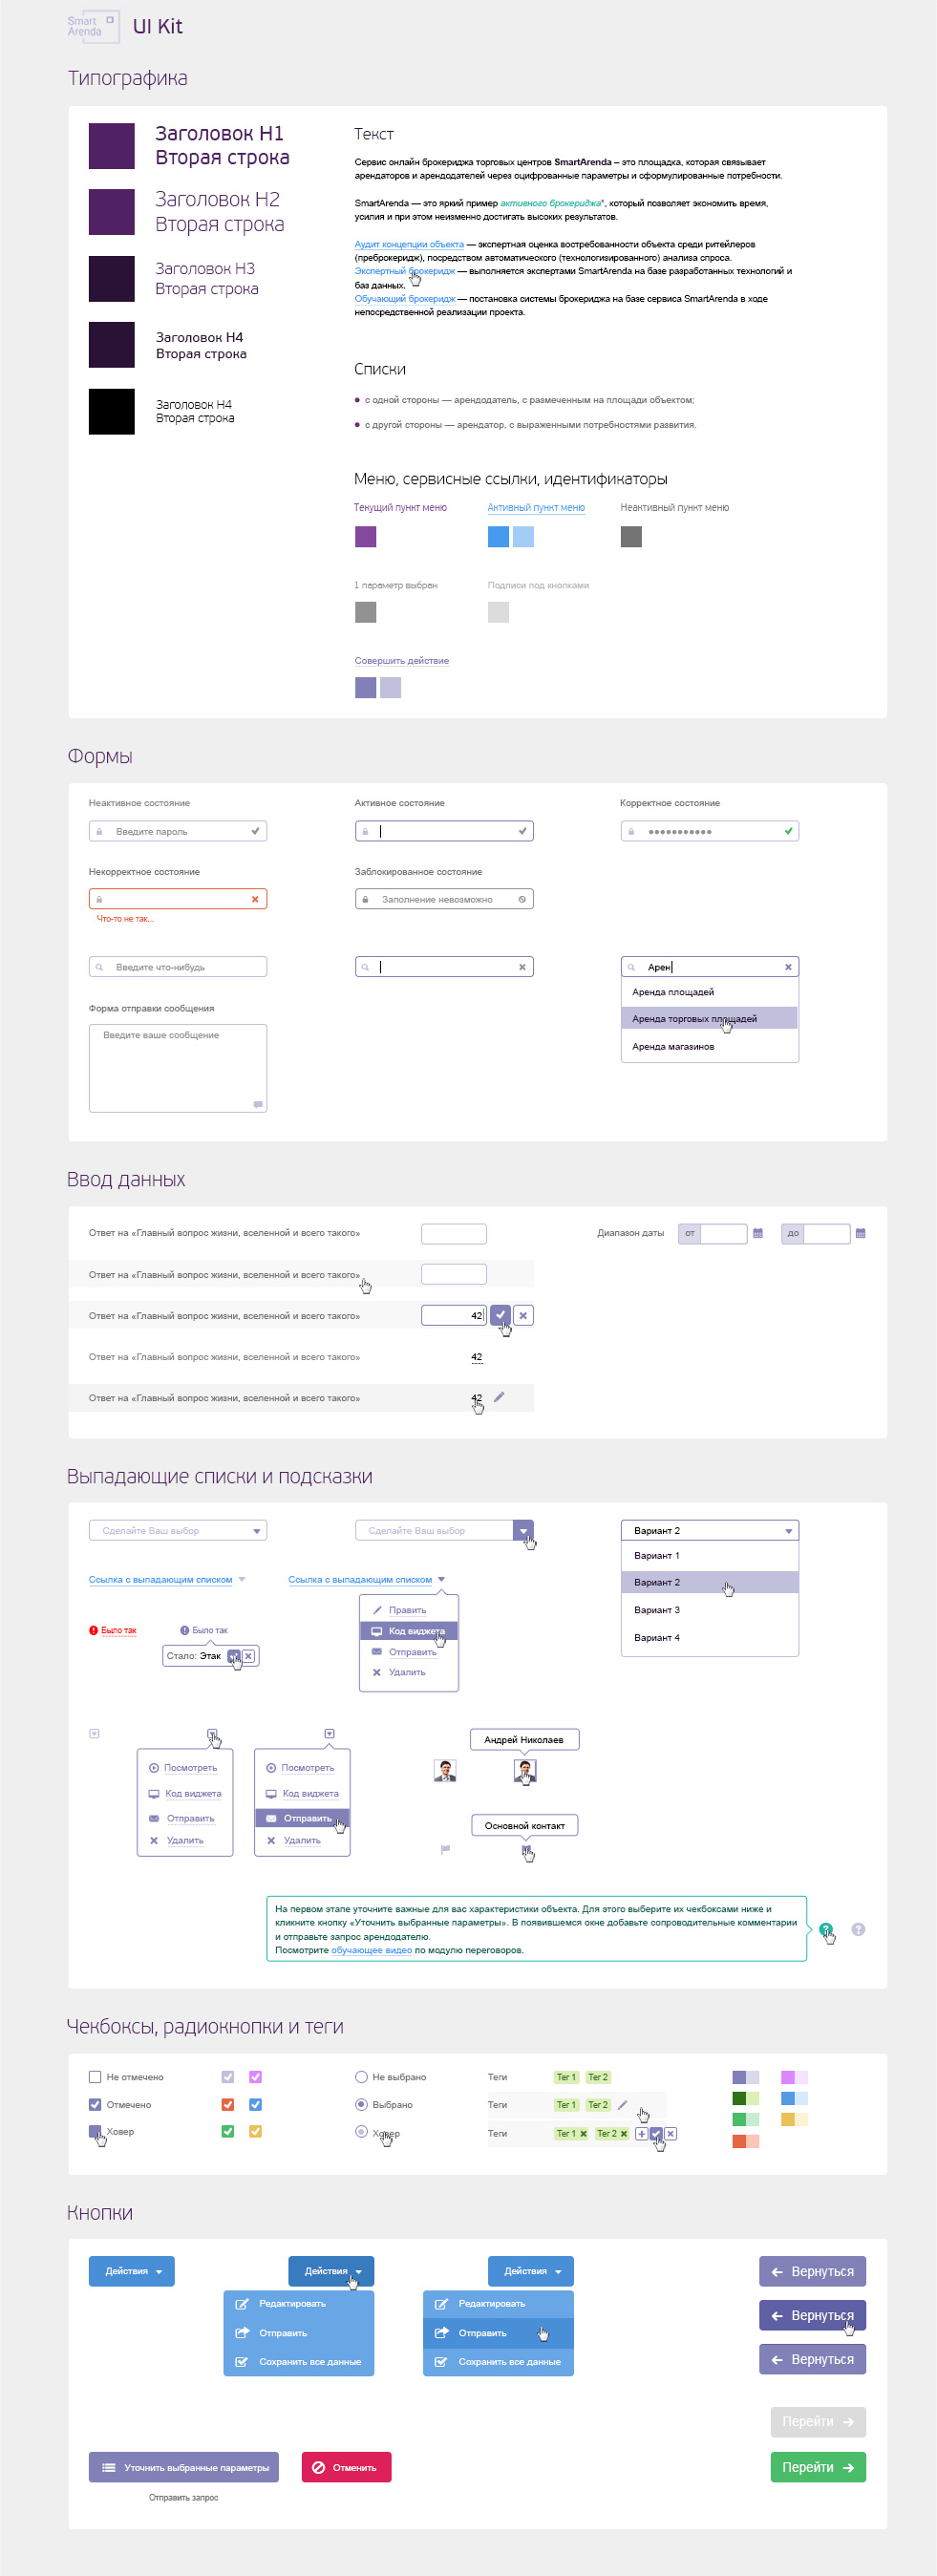 Smart
Arenda
UI Kit
Типографика
Заголовок H1
Вторая строка
Заголовок H2
Вторая строка
Заголовок H3
Вторая строка
Заголовок H4
Вторая строка
Заголовок H4
Вторая строка
Текст
Сервис онлайн брокериджа торговых центров SmartArenda – это площадка, которая связывает
арендаторов и арендодателей через оцифрованные параметры и сформулированные потребности.
SmartArenda — это яркий пример активного брокериджа", который позволяет экономить время,
усилия и при этом неизменно достигать высоких результатов.
Аудит концепции объекта — экспертная оценка востребованности объекта среди ритейлеров
(преброкеридж), посредством автоматического (технологизированного) анализа спроса.
Экспертный брокеридж — выполняется экспертами SmartArenda на базе разработанных технологий и
баз данных.
Обучающий брокеридж — постановка системы брокериджа на базе сервиса SmartArenda в ходе
непосредственной реализации проекта.
Списки
с одной стороны — арендодатель, с размеченным на площади объектом;
с другой стороны — арендатор, с выраженными потребностями развития.
Меню, сервисные ссылки, идентификаторы
Текущий пункт меню
Активный пункт меню
Неактивный пункт меню
1 параметр выбран
Подписи под кнопками
Совершить действие
Формы
Неактивное состояние
Активное состояние
Корректное состояние
Введите пароль
Некорректное состояние
Заблокированное состояние
Заполнение невозможно
Что-то не так...
Введите что-нибудь
Арен
Аренда площадей
Аренда торговых площадей
Аренда магазинов
Форма отправки сообщения
Введите ваше сообщение
Ввод данных
Ответ на «Главный вопрос жизни, вселенной и всего такого»
Диапазон даты
от
до
Ответ на «Главный вопрос жизни, вселенной и всего такого»
Ответ на «Главный вопрос жизни, вселенной и всего такого»
42
Ответ на «Главный вопрос жизни, вселенной и всего такого»
42
Ответ на «Главный вопрос жизни, вселенной и всего такого»
42
Выпадающие списки и подсказки
Сделайте Ваш выбор
Сделайте Ваш выбор
Вариант 2
Вариант 1
Вариант 2
Вариант 3
Вариант 4
Ссылка с выпадающим списком
Ссылка с выпадающим списком
Править
Код виджета
Отправить
Удалить
Было так
Было так
Стало: Этак
Посмотреть
Код виджета
Отправить
Удалить
Посмотреть
Код виджета
Отправить
Удалить
Андрей Николаев
Основной контакт
На первом этапе уточните важные для вас характеристики объекта. Для этого выберите их чекбоксами ниже и
кликните кнопку «Уточнить выбранные параметры». В появившемся окне добавьте сопроводительные комментарии
и отправьте запрос арендодателю.
Посмотрите обучающее видео по модулю переговоров.
?
?
Чекбоксы, радиокнопки и теги
Не отмечено
Отмечено
Ховер
Не выбрано
Выбрано
Ховер
Теги
Тег 1
Тег 2
Теги
Тег 1
Тег 2
Теги
Тег 1
Тег 2
Кнопки
Действия
Действия
Редактировать
Отправить
Сохранить все данные
Действия
Редактировать
Отправить
Сохранить все данные
Вернуться
Вернуться
Вернуться
Перейти
Перейти
Уточнить выбранные параметры
Отменить
Отправить запрос